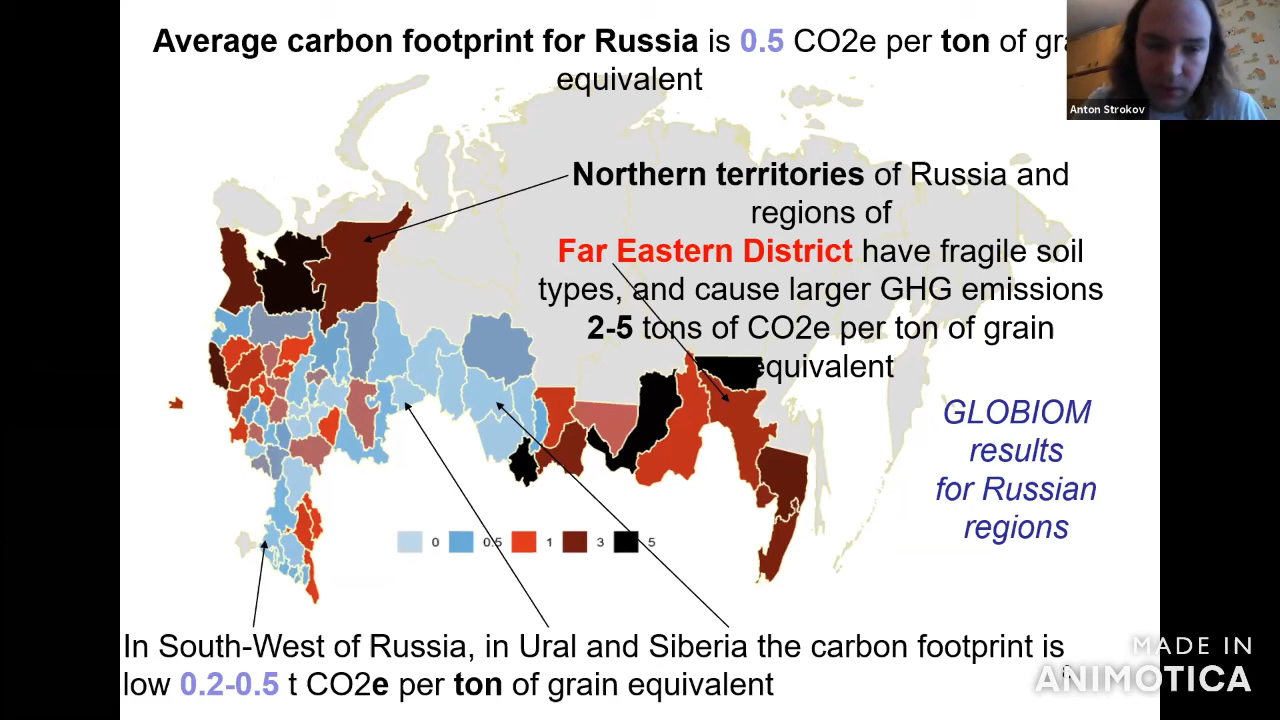 Average carbon footprint for Russia is 0.5 CO2e per ton of
equivalent
Anton Strokov
Northern territories of Russia and
regions of
Far Eastern District have fragile soil
types, and cause larger GHG emissions
2-5 tons of CO2e per ton of grain
equivalent
GLOBIOM
results
for Russian
regions
0 0.5 1 3 5
In South-West of Russia, in Ural and Siberia the carbon footprint is
low 0.2-0.5 t CO2e per ton of grain equivalent
MADE IN
ANIMOTICA